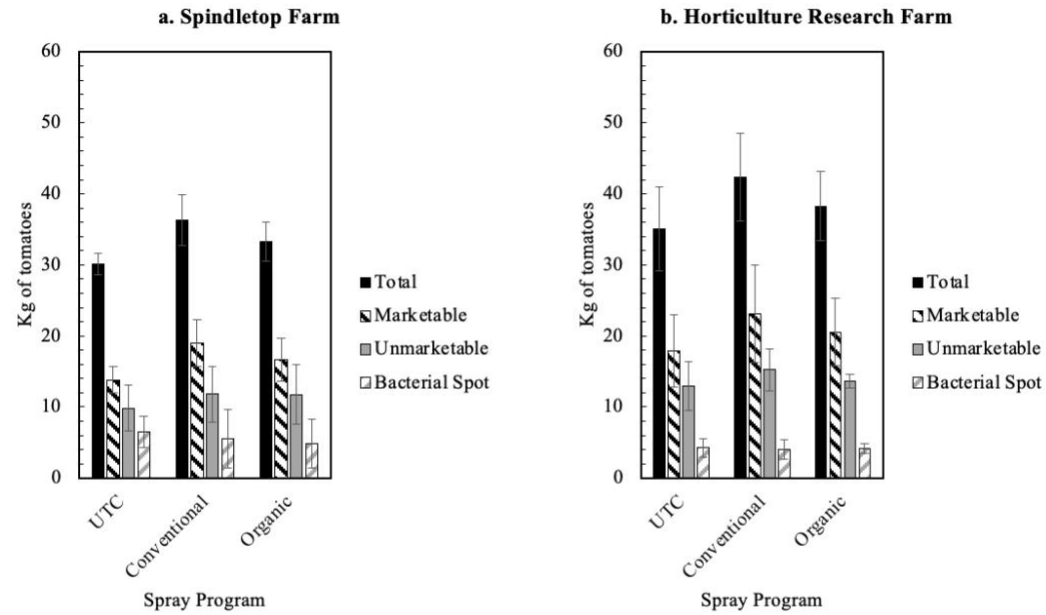 a. Spindletop Farm
60
50
40
30
20
10
0
Kg of tomatoes
UTC
Conventional
Organic
Spray Program
Total
Marketable
Unmarketable
Bacterial Spot
b. Horticulture Research Farm
60
50
40
30
20
10
0
Kg of tomatoes
UTC
Conventional
Organic
Spray Program
Total
Marketable
Unmarketable
Bacterial Spot